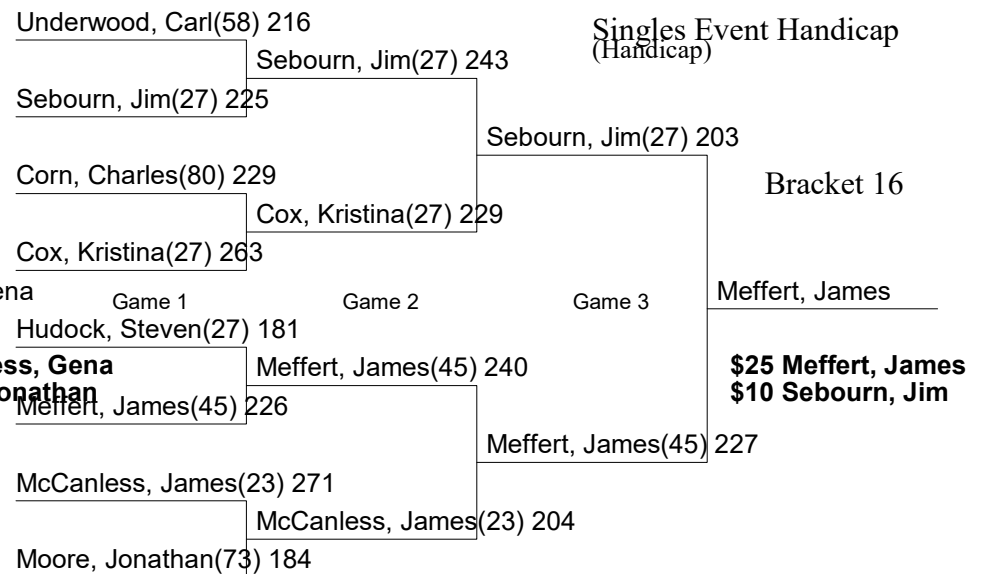 Underwood, Carl(58) 216
Singles Event Handicap
(Handicap)
Sebourn, Jim(27) 243
Sebourn, Jim(27) 225
Sebourn, Jim(27) 203
Corn, Charles(80) 229
Bracket 16
Cox, Kristina(27) 229
Cox, Kristina(27) 263
ena
Game 1
Game 2
Game 3
Meffert, James
Hudock, Steven(27) 181
ess, Gena
Meffert, James(45) 240
$25 Meffert, James
onathan
$10 Sebourn, Jim
Meffert, James(45) 226
Meffert, James(45) 227
McCanless, James(23) 271
McCanless, James(23) 204
Moore, Jonathan(73) 184